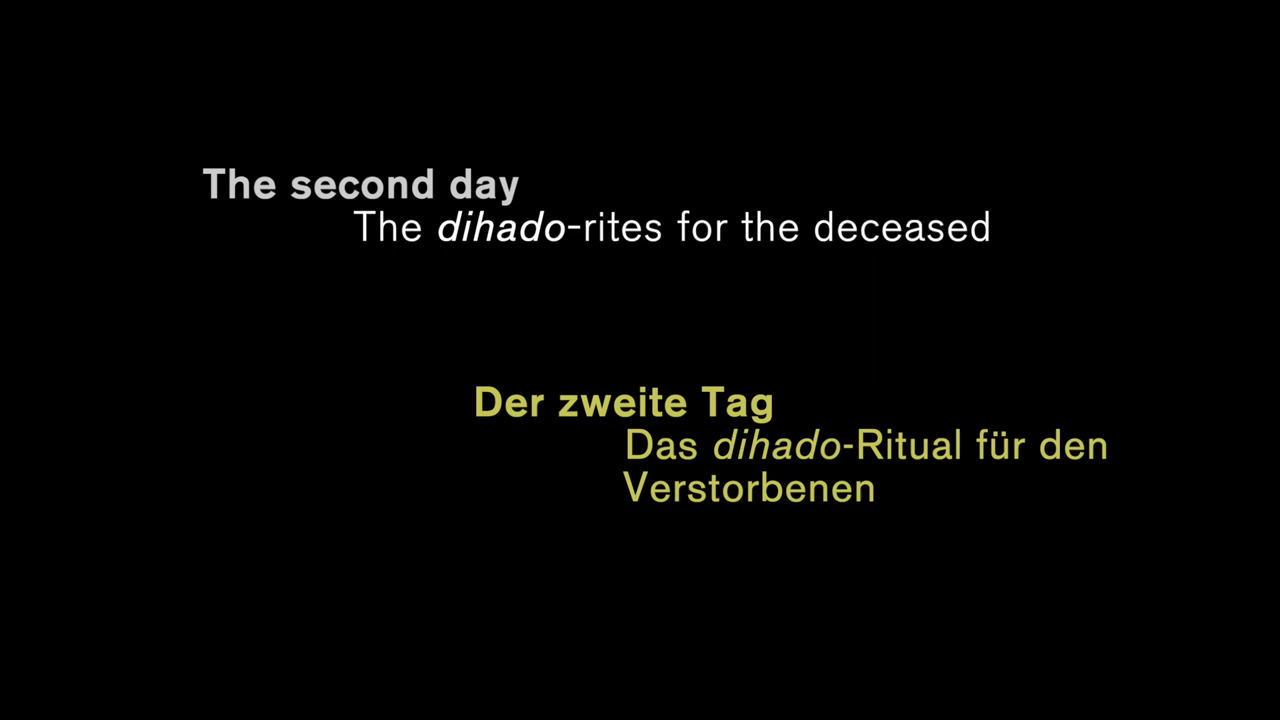 The second day
The dihado-rites for the deceased
Der zweite Tag
Das dihado-Ritual für den
Verstorbenen